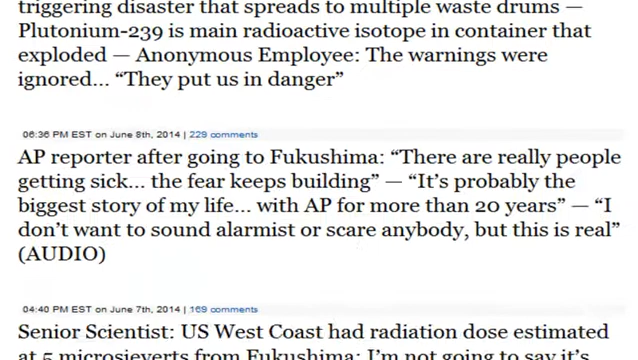 triggering disaster that spreads to multiple waste drums —
Plutonium-239 is main radioactive isotope in container that
exploded — Anonymous Employee: The warnings were
ignored… “They put us in danger”
06:36 PM EST on June 8th, 2014 | 229 comments
AP reporter after going to Fukushima: “There are really people
getting sick… the fear keeps building” — “It’s probably the
biggest story of my life… with AP for more than 20 years” — “I
don’t want to sound alarmist or scare anybody, but this is real”
(AUDIO)
04:40 PM EST on June 7th, 2014 | 169 comments
Senior Scientist: US West Coast had radiation dose estimated
at 5 microsieverts from Fukushima: I’m not going to say it’s